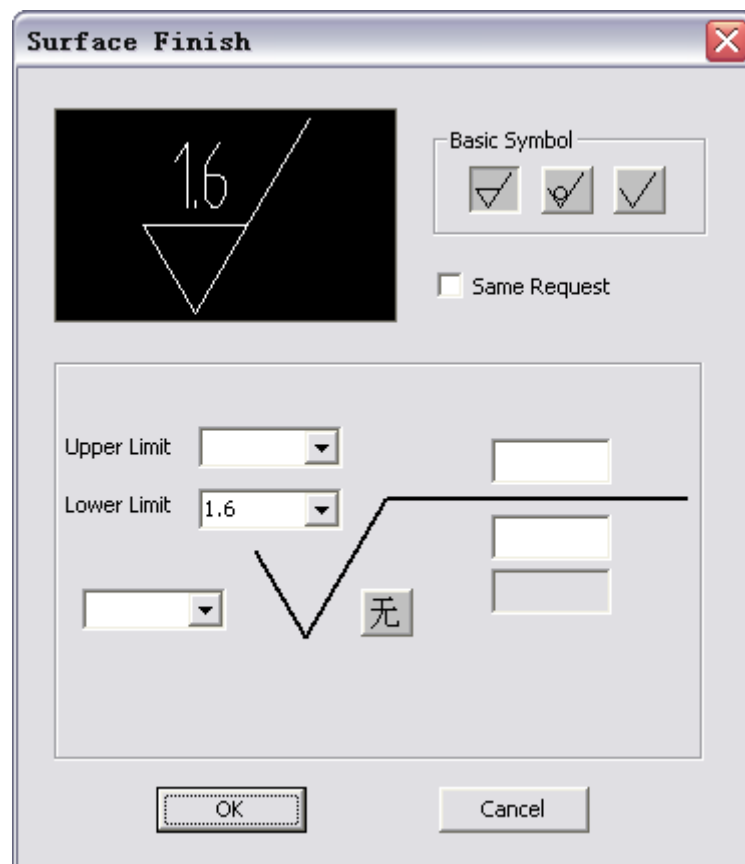 Surface Finish
1.6
Basic Symbol
Same Request
Upper Limit
Lower Limit 1.6
无
OK Cancel